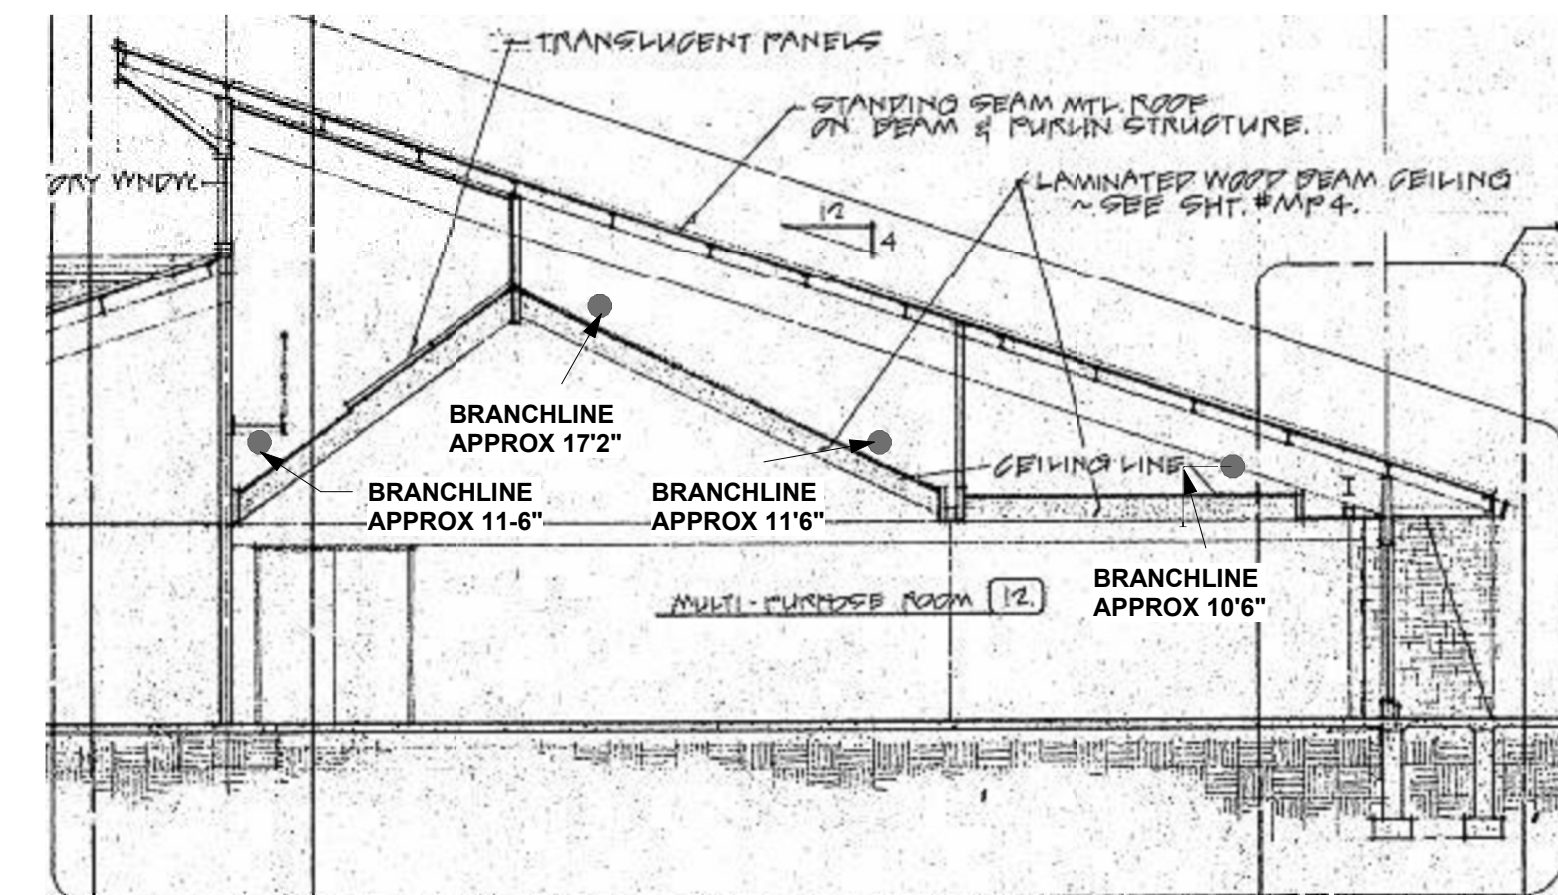 TRANSLUCENT PANELS
STANDING SEAM MTL. ROOF
ON BEAM & PURLIN STRUCTURE.
ORY WNDW.
LAMINATED WOOD BEAM CEILING
~ SEE SHT. #MP4.
12
4
BRANCHLINE
APPROX 17'2"
CEILING LINE
BRANCHLINE
APPROX 11-6"
BRANCHLINE
APPROX 11'6"
BRANCHLINE
APPROX 10'6"
MULTI-PURPOSE ROOM 12.